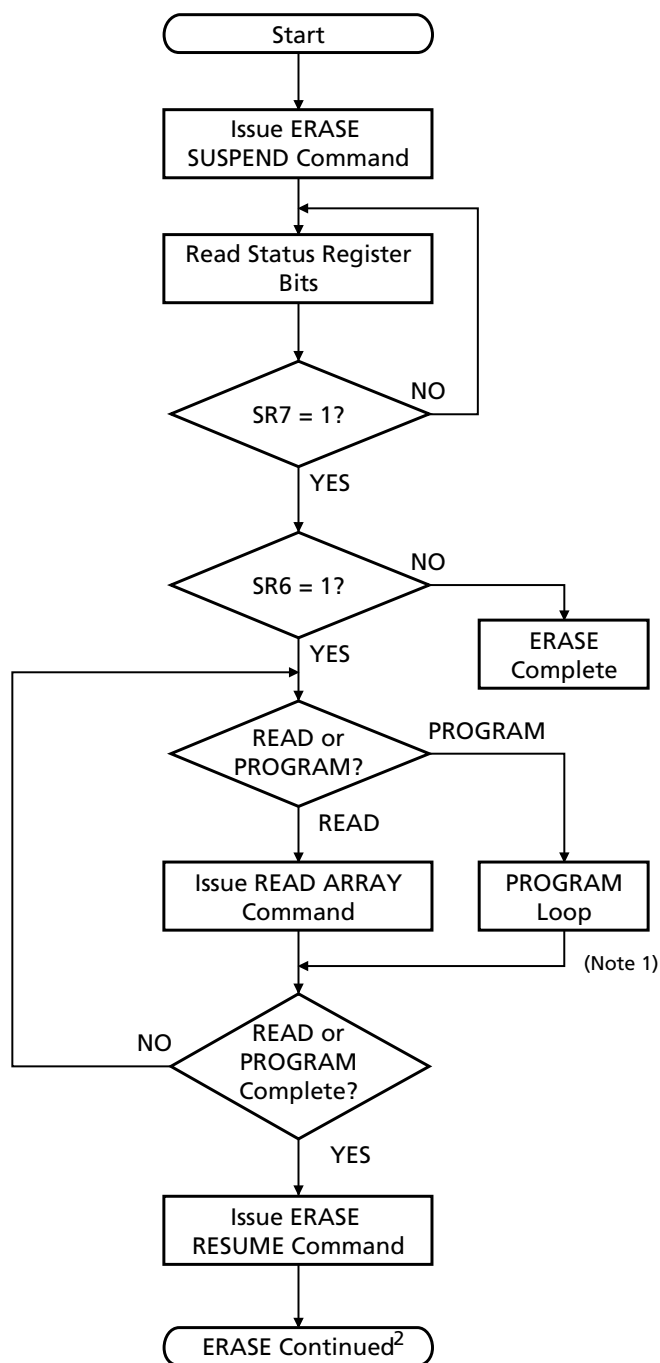 Start
Issue ERASE
SUSPEND Command
Read Status Register
Bits
NO
SR7 = 1?
YES
NO
SR6 = 1?
YES
ERASE
Complete
READ or
PROGRAM?
PROGRAM
READ
Issue READ ARRAY
Command
PROGRAM
Loop
(Note 1)
NO
READ or
PROGRAM
Complete?
YES
Issue ERASE
RESUME Command
ERASE Continued²